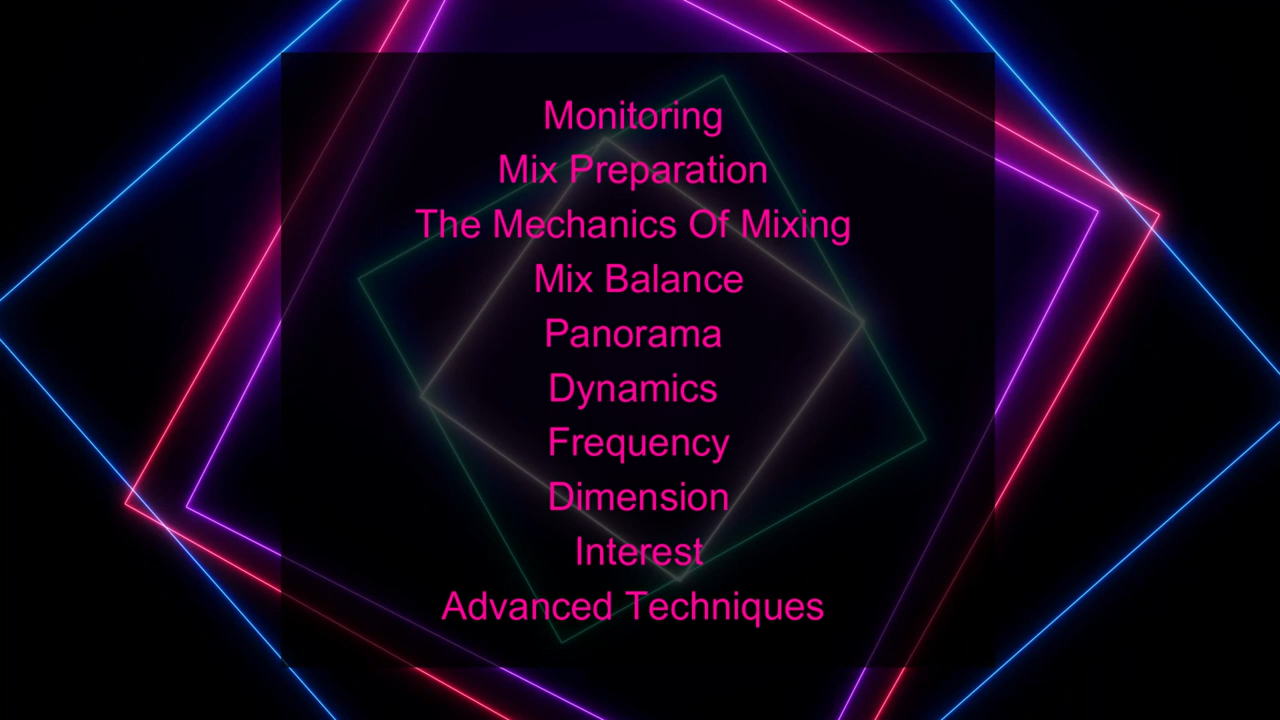 Monitoring
Mix Preparation
The Mechanics Of Mixing
Mix Balance
Panorama
Dynamics
Frequency
Dimension
Interest
Advanced Techniques